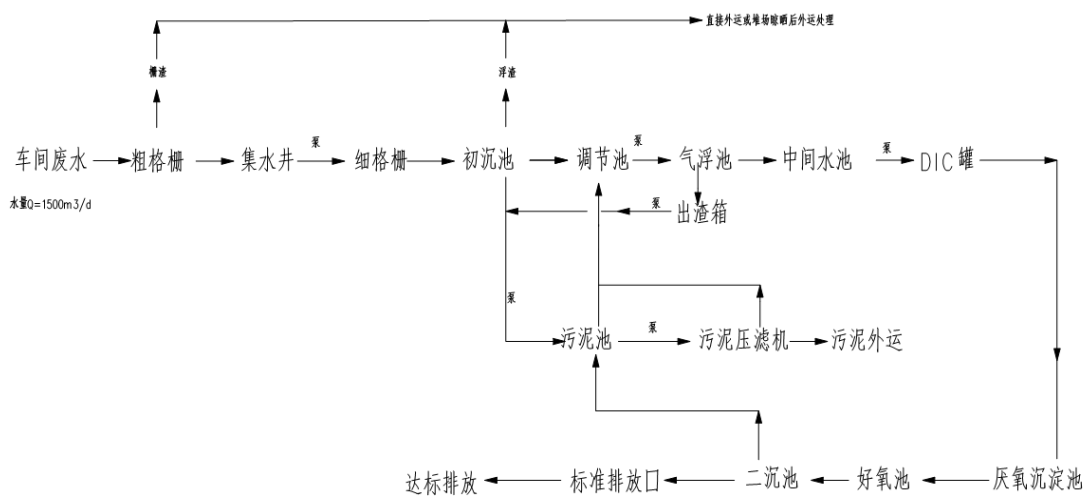 直接外运或堆场晾晒后外运处理
栅渣
浮渣
车间废水
粗格栅
集水井
泵
细格栅
初沉池
调节池
泵
气浮池
中间水池
泵
DIC罐
水量Q=1500m3/d
泵
出渣箱
泵
污泥池
泵
污泥压滤机
污泥外运
达标排放
标准排放口
二沉池
好氧池
厌氧沉淀池